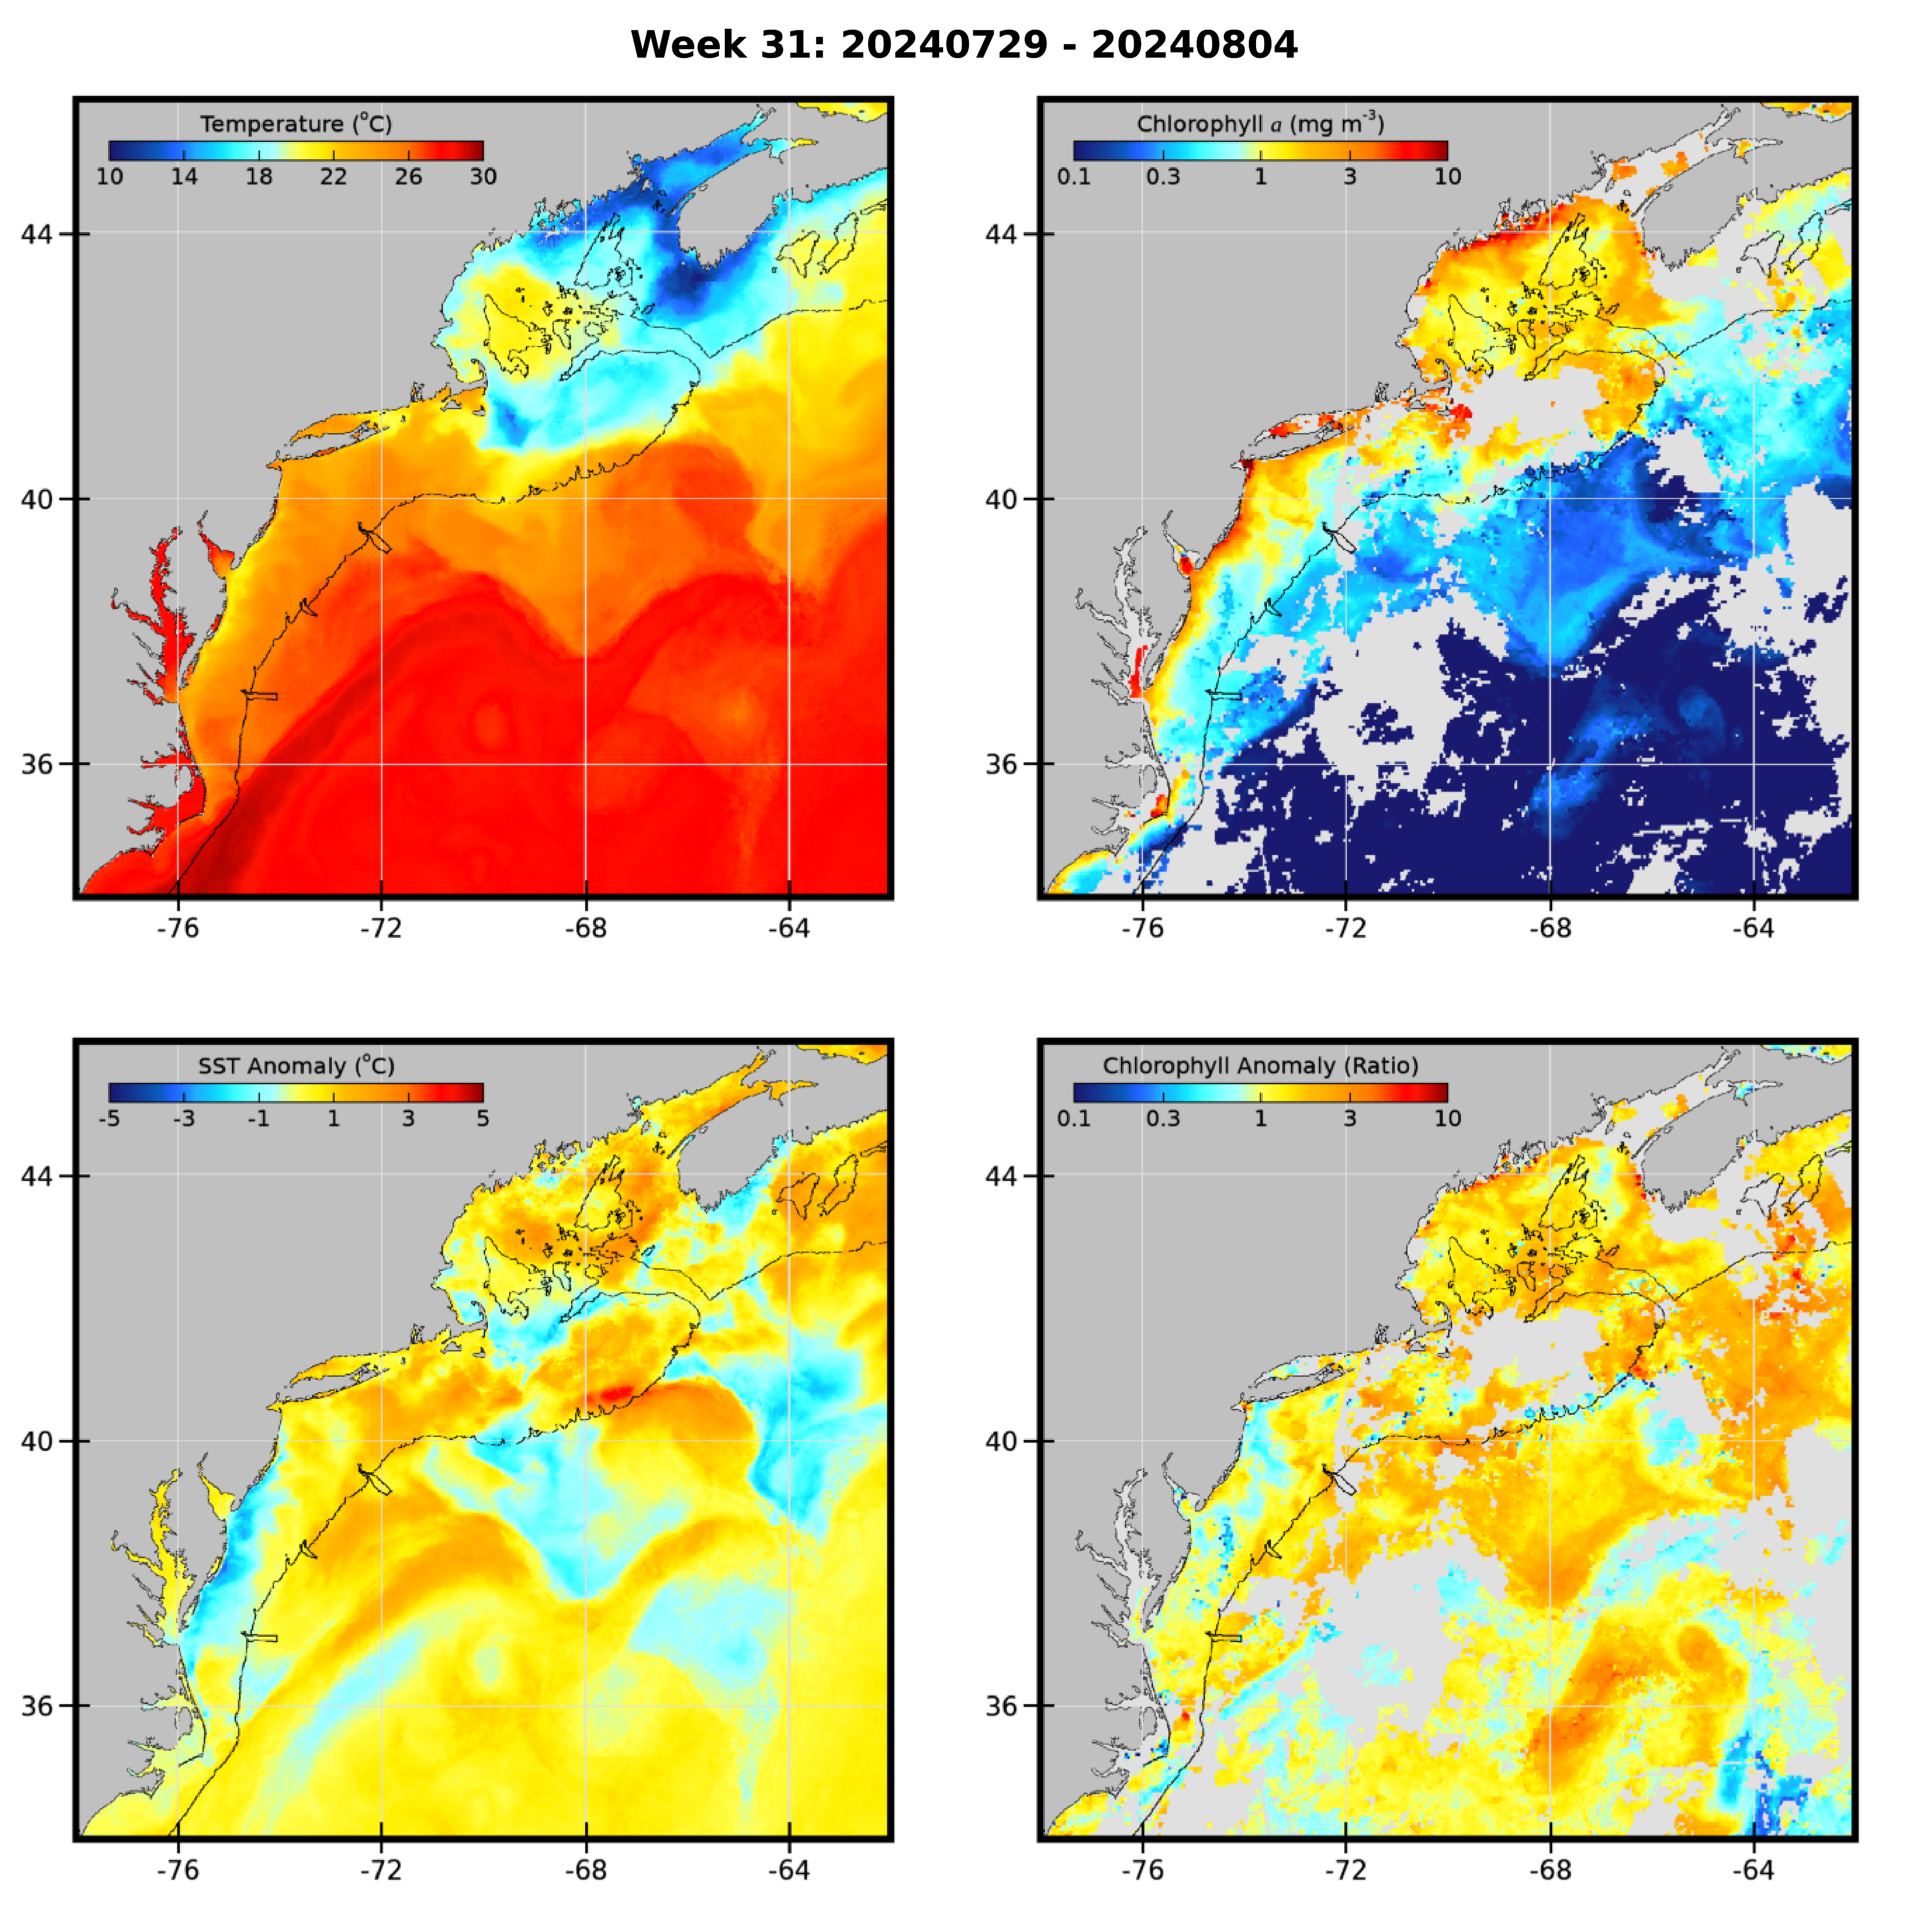 Week 31: 20240729 - 20240804
Temperature (°C)
10 14 18 22 26 30
44
40
36
-76 -72 -68 -64
Chlorophyll a (mg m⁻³)
0.1 0.3 1 3 10
44
40
36
-76 -72 -68 -64
SST Anomaly (°C)
-5 -3 -1 1 3 5
44
40
36
-76 -72 -68 -64
Chlorophyll Anomaly (Ratio)
0.1 0.3 1 3 10
44
40
36
-76 -72 -68 -64